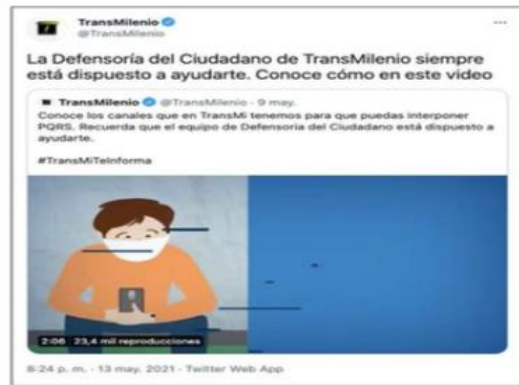 TransMilenio
@TransMilenio
La Defensoría del Ciudadano de TransMilenio siempre
está dispuesto a ayudarte. Conoce cómo en este video
TransMilenio @TransMilenio · 9 may.
Conoce los canales que en TransMi tenemos para que puedas interponer
PQRS. Recuerda que el equipo de Defensoría del Ciudadano está dispuesto a
ayudarte.
#TransMiTeInforma
2:06 23,4 mil reproducciones
8:24 p. m. · 13 may. 2021 · Twitter Web App